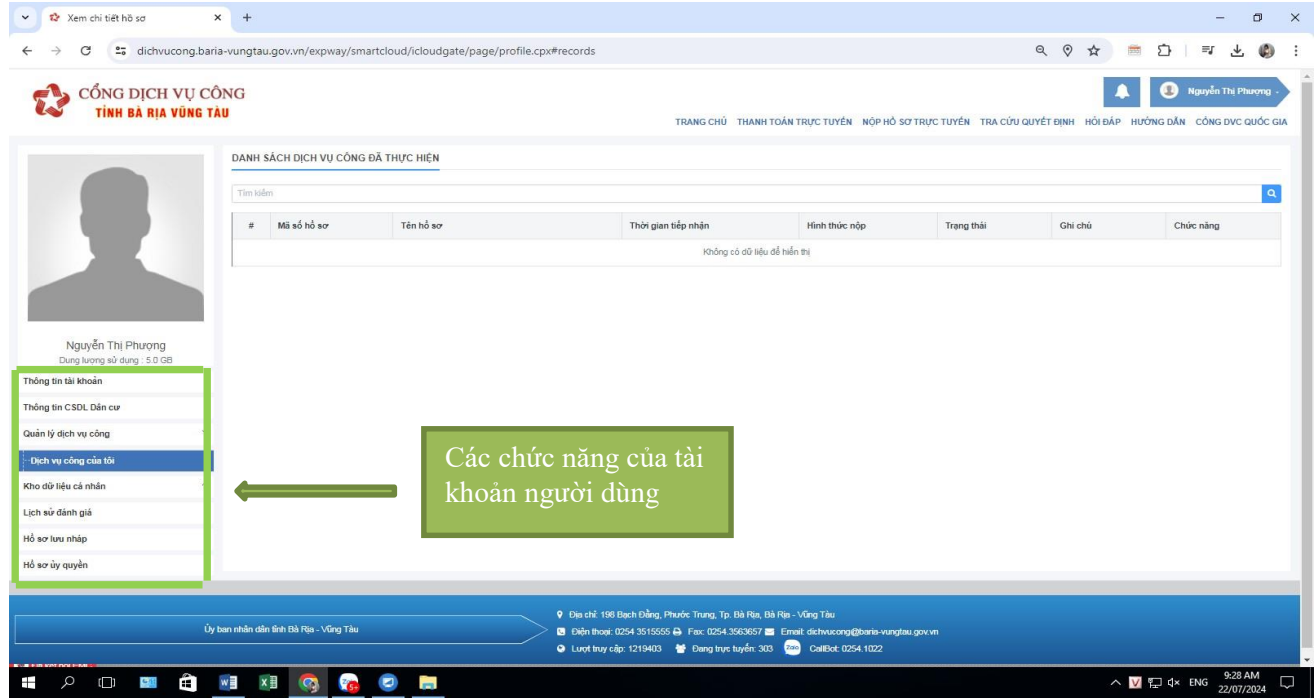 Xem chi tiết hồ sơ
dichvucong.baria-vungtau.gov.vn/expway/smartcloud/icloudgate/page/profile.cpx#records
CỔNG DỊCH VỤ CÔNG
TỈNH BÀ RỊA VŨNG TÀU
Nguyễn Thị Phượng
TRANG CHỦ THANH TOÁN TRỰC TUYẾN NỘP HỒ SƠ TRỰC TUYẾN TRA CỨU QUYẾT ĐỊNH HỎI ĐÁP HƯỚNG DẪN CỔNG DVC QUỐC GIA
DANH SÁCH DỊCH VỤ CÔNG ĐÃ THỰC HIỆN
Tìm kiếm
# Mã số hồ sơ Tên hồ sơ Thời gian tiếp nhận Hình thức nộp Trạng thái Ghi chú Chức năng
Không có dữ liệu để hiển thị
Nguyễn Thị Phượng
Dung lượng sử dụng : 5.0 GB
Thông tin tài khoản
Thông tin CSDL Dân cư
Quản lý dịch vụ công
Dịch vụ công của tôi
Kho dữ liệu cá nhân
Lịch sử đánh giá
Hồ sơ lưu nháp
Hồ sơ ủy quyền
Các chức năng của tài
khoản người dùng
Ủy ban nhân dân tỉnh Bà Rịa - Vũng Tàu
Địa chỉ: 198 Bạch Đằng, Phước Trung, Tp. Bà Rịa, Bà Rịa - Vũng Tàu
Điện thoại: 0254 3515555 Fax: 0254.3563657 Email: dichvucong@baria-vungtau.gov.vn
Lượt truy cập: 1219403 Đang trực tuyến: 303 Zalo CallBot: 0254.1022
ENG
9:28 AM
22/07/2024